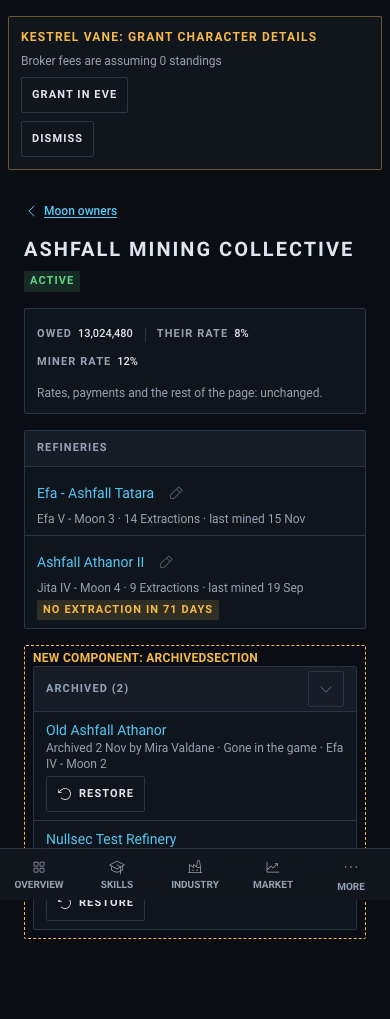 KESTREL VANE: GRANT CHARACTER DETAILS
Broker fees are assuming 0 standings
GRANT IN EVE
DISMISS
Moon owners
ASHFALL MINING COLLECTIVE
ACTIVE
OWED 13,024,480 THEIR RATE 8%
MINER RATE 12%
Rates, payments and the rest of the page: unchanged.
REFINERIES
Efa - Ashfall Tatara
Efa V - Moon 3 · 14 Extractions · last mined 15 Nov
Ashfall Athanor II
Jita IV - Moon 4 · 9 Extractions · last mined 19 Sep
NO EXTRACTION IN 71 DAYS
NEW COMPONENT: ARCHIVEDSECTION
ARCHIVED (2)
Old Ashfall Athanor
Archived 2 Nov by Mira Valdane · Gone in the game · Efa
IV - Moon 2
RESTORE
Nullsec Test Refinery
OVERVIEW SKILLS INDUSTRY MARKET MORE
RESTORE